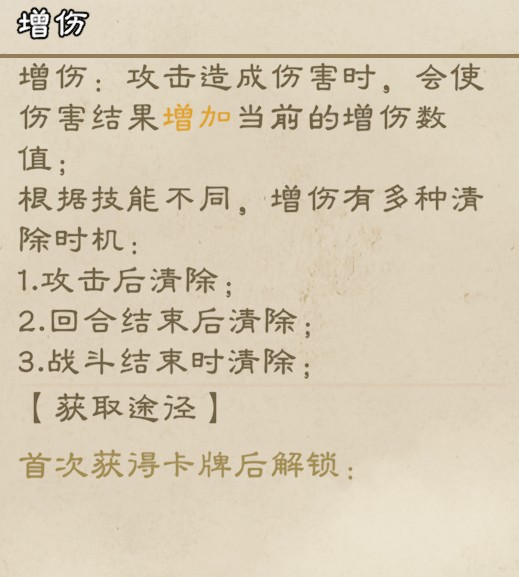 增伤
增伤：攻击造成伤害时，会使
伤害结果增加当前的增伤数
值；
根据技能不同，增伤有多种清
除时机：
1.攻击后清除；
2.回合结束后清除；
3.战斗结束时清除；
【获取途径】
首次获得卡牌后解锁：